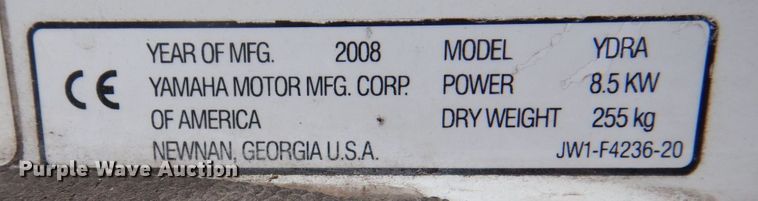 YEAR OF MFG. 2008 MODEL YDRA
CE YAMAHA MOTOR MFG. CORP. POWER 8.5 KW
OF AMERICA DRY WEIGHT 255 kg
NEWNAN, GEORGIA U.S.A. JW1-F4236-20
Purple Wave Auction